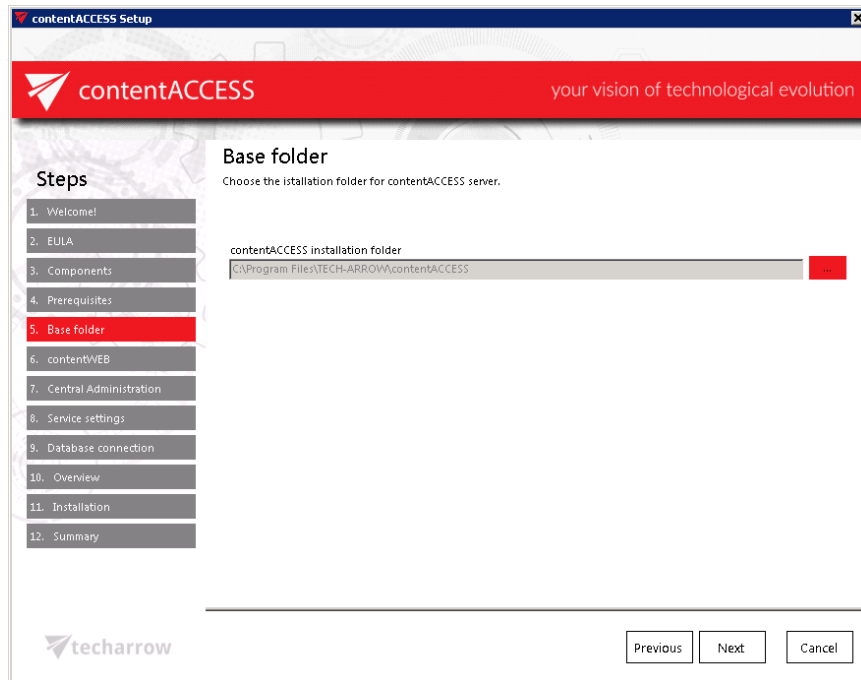 contentACCESS Setup
contentACCESS
your vision of technological evolution
Steps
1. Welcome!
2. EULA
3. Components
4. Prerequisites
5. Base folder
6. contentWEB
7. Central Administration
8. Service settings
9. Database connection
10. Overview
11. Installation
12. Summary
Base folder
Choose the istallation folder for contentACCESS server.
contentACCESS installation folder
C:\Program Files\TECH-ARROW\contentACCESS
...
techarrow
Previous
Next
Cancel